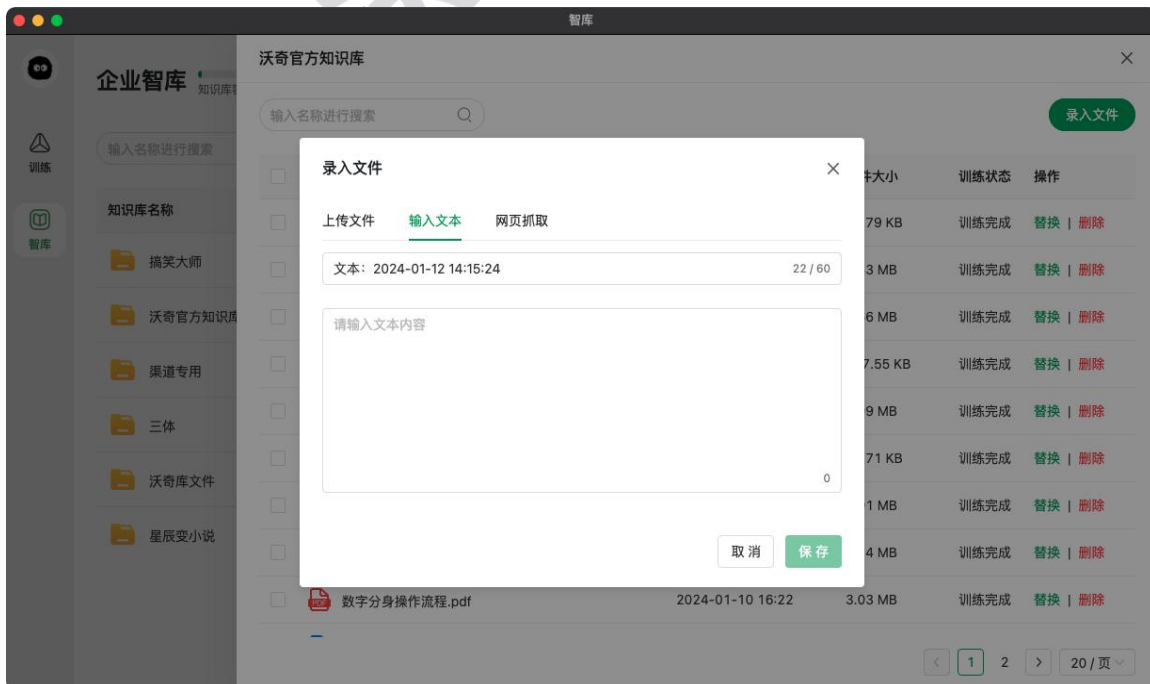 智库
沃奇官方知识库
企业智库
知识库
输入名称进行搜索
录入文件
训练
智库
输入名称进行搜索
知识库名称
搞笑大师
沃奇官方知识库
渠道专用
三体
沃奇库文件
星辰变小说
录入文件
上传文件 输入文本 网页抓取
文本：2024-01-12 14:15:24 22 / 60
请输入文本内容
0
取消 保存
件大小 训练状态 操作
79 KB 训练完成 替换 | 删除
3 MB 训练完成 替换 | 删除
6 MB 训练完成 替换 | 删除
7.55 KB 训练完成 替换 | 删除
9 MB 训练完成 替换 | 删除
71 KB 训练完成 替换 | 删除
1 MB 训练完成 替换 | 删除
4 MB 训练完成 替换 | 删除
PDF 数字分身操作流程.pdf 2024-01-10 16:22 3.03 MB 训练完成 替换 | 删除
1 2 20 / 页